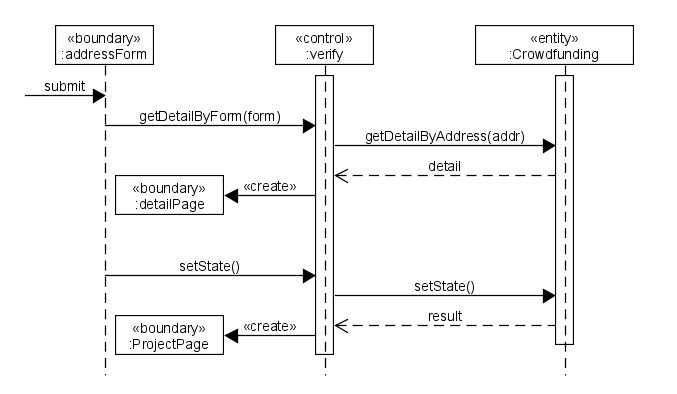 «boundary»
:addressForm
«control»
:verify
«entity»
:Crowdfunding
submit
getDetailByForm(form)
getDetailByAddress(addr)
detail
«boundary»
:detailPage
«create»
setState()
setState()
result
«boundary»
:ProjectPage
«create»